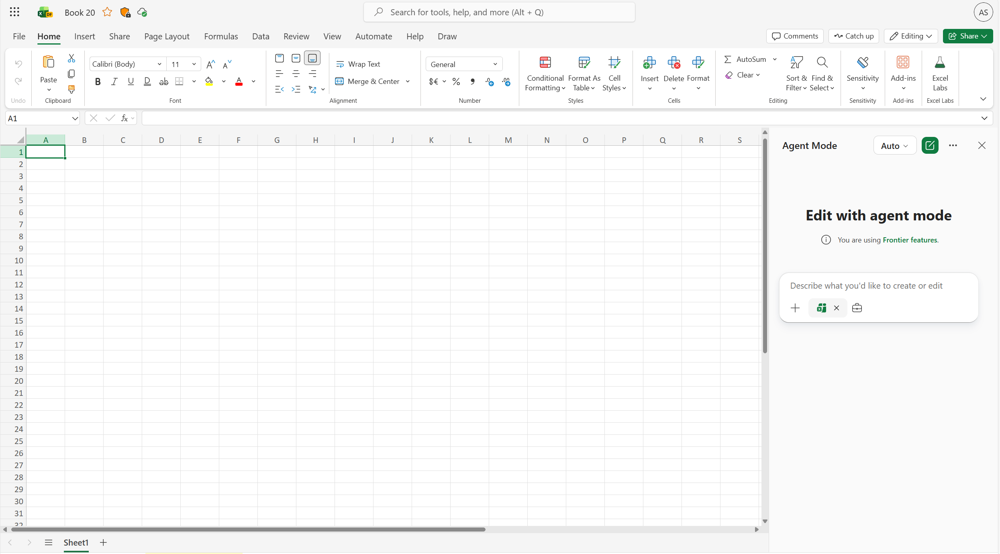 X DF Book 20 Search for tools, help, and more (Alt + Q) AS
File Home Insert Share Page Layout Formulas Data Review View Automate Help Draw Comments Catch up Editing Share
Undo
Paste
Clipboard
Calibri (Body) 11
B I U D ab A
Font
Wrap Text
Merge & Center
Alignment
General
$€ % 9 .0 .00
Number
Conditional Formatting
Format As Table
Cell Styles
Styles
Insert Delete Format
Cells
AutoSum
Clear
Sort & Filter
Find & Select
Editing
Sensitivity
Sensitivity
Add-ins
Add-ins
Excel Labs
Excel Labs
A1 fx
A B C D E F G H I J K L M N O P Q R S
1
2
3
4
5
6
7
8
9
10
11
12
13
14
15
16
17
18
19
20
21
22
23
24
25
26
27
28
29
30
31
32
Sheet1
Agent Mode Auto
Edit with agent mode
You are using Frontier features.
Describe what you'd like to create or edit